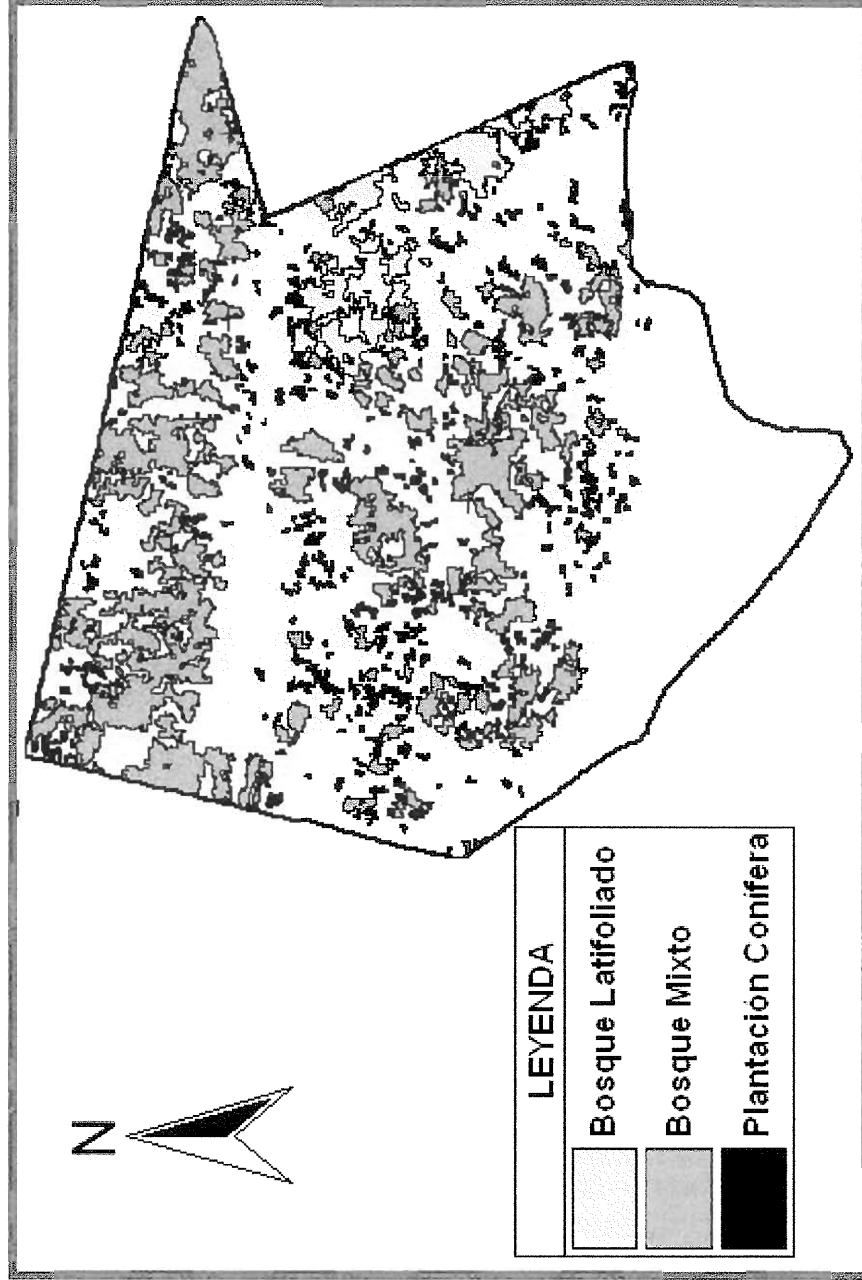 N
LEYENDA
Bosque Latifoliado
Bosque Mixto
Plantación Conífera